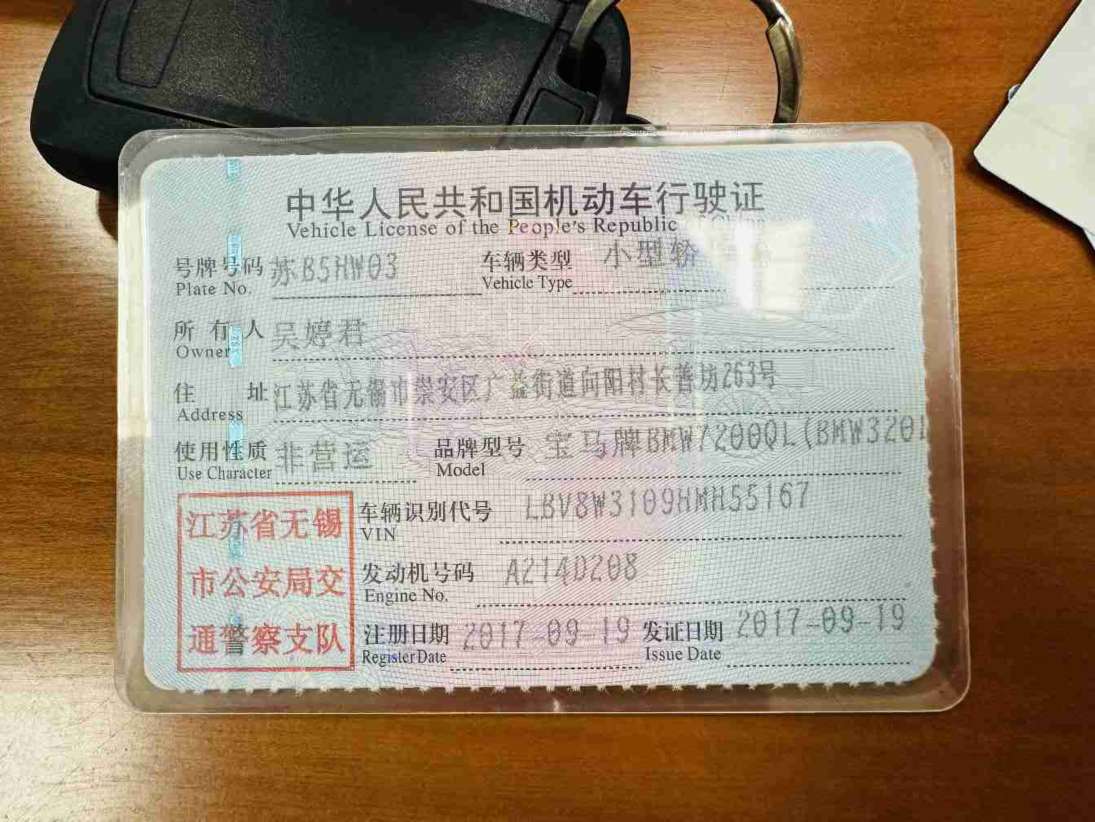 中华人民共和国机动车行驶证
Vehicle License of the People's Republic
号牌号码 苏B5HW03 车辆类型 小型轿
Plate No. Vehicle Type
所有人 吴婷君
Owner
住址 江苏省无锡市崇安区广益街道向阳村长善坊263号
Address
使用性质 非营运 品牌型号 宝马牌BMW7200QL(BMW3201
Use Character Model
江苏省无锡
市公安局交
通警察支队
车辆识别代号 LBV8W3109HMH55167
VIN
发动机号码 A214D208
Engine No.
注册日期 2017-09-19 发证日期 2017-09-19
Register Date Issue Date